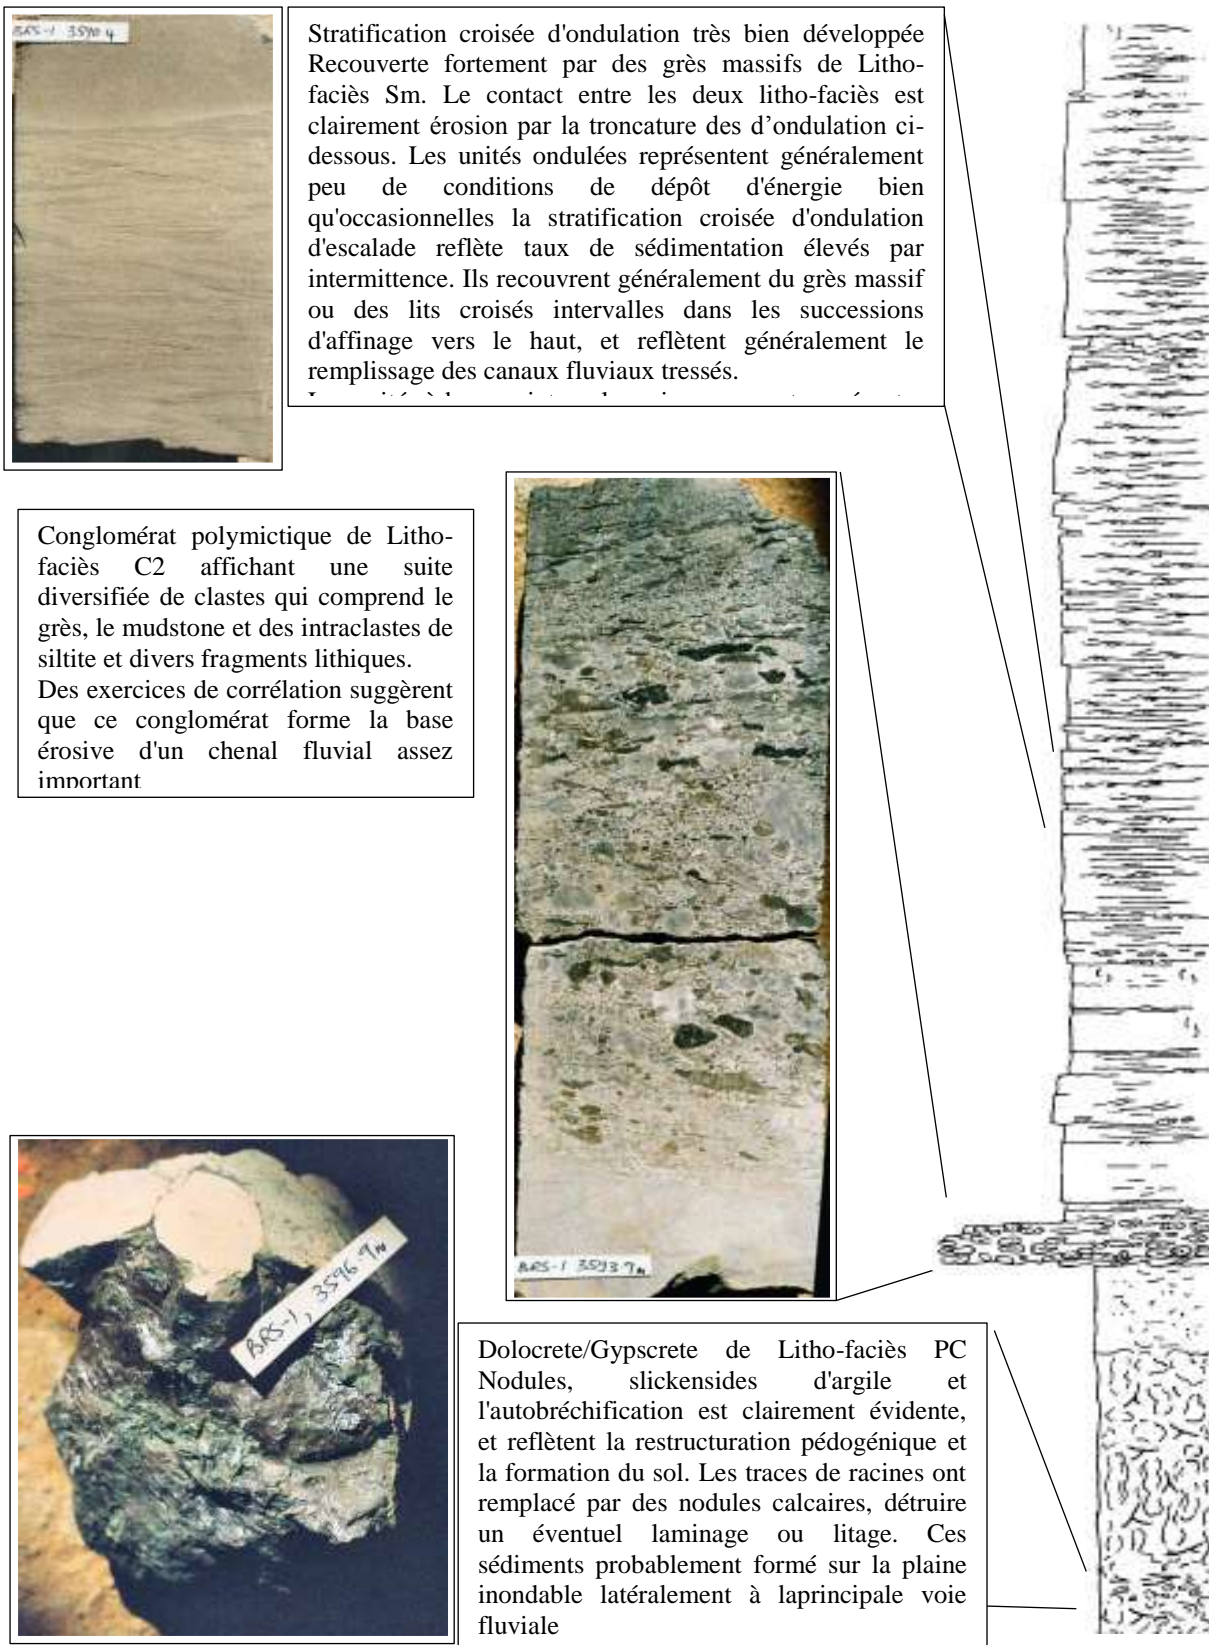 BRS-1 3590 4
Stratification croisée d'ondulation très bien développée
Recouverte fortement par des grès massifs de Litho-
faciès Sm. Le contact entre les deux litho-faciès est
clairement érosion par la troncature des d’ondulation ci-
dessous. Les unités ondulées représentent généralement
peu de conditions de dépôt d'énergie bien
qu'occasionnelles la stratification croisée d'ondulation
d'escalade reflète taux de sédimentation élevés par
intermittence. Ils recouvrent généralement du grès massif
ou des lits croisés intervalles dans les successions
d'affinage vers le haut, et reflètent généralement le
remplissage des canaux fluviaux tressés.
Conglomérat polymictique de Litho-
faciès C2 affichant une suite
diversifiée de clastes qui comprend le
grès, le mudstone et des intraclastes de
siltite et divers fragments lithiques.
Des exercices de corrélation suggèrent
que ce conglomérat forme la base
érosive d'un chenal fluvial assez
important
BRS-1 3593 7m
BRS-1, 3596 9m
Dolocrete/Gypscrete de Litho-faciès PC
Nodules, slickensides d'argile et
l'autobréchification est clairement évidente,
et reflètent la restructuration pédogénique et
la formation du sol. Les traces de racines ont
remplacé par des nodules calcaires, détruire
un éventuel laminage ou litage. Ces
sédiments probablement formé sur la plaine
inondable latéralement à laprincipale voie
fluviale